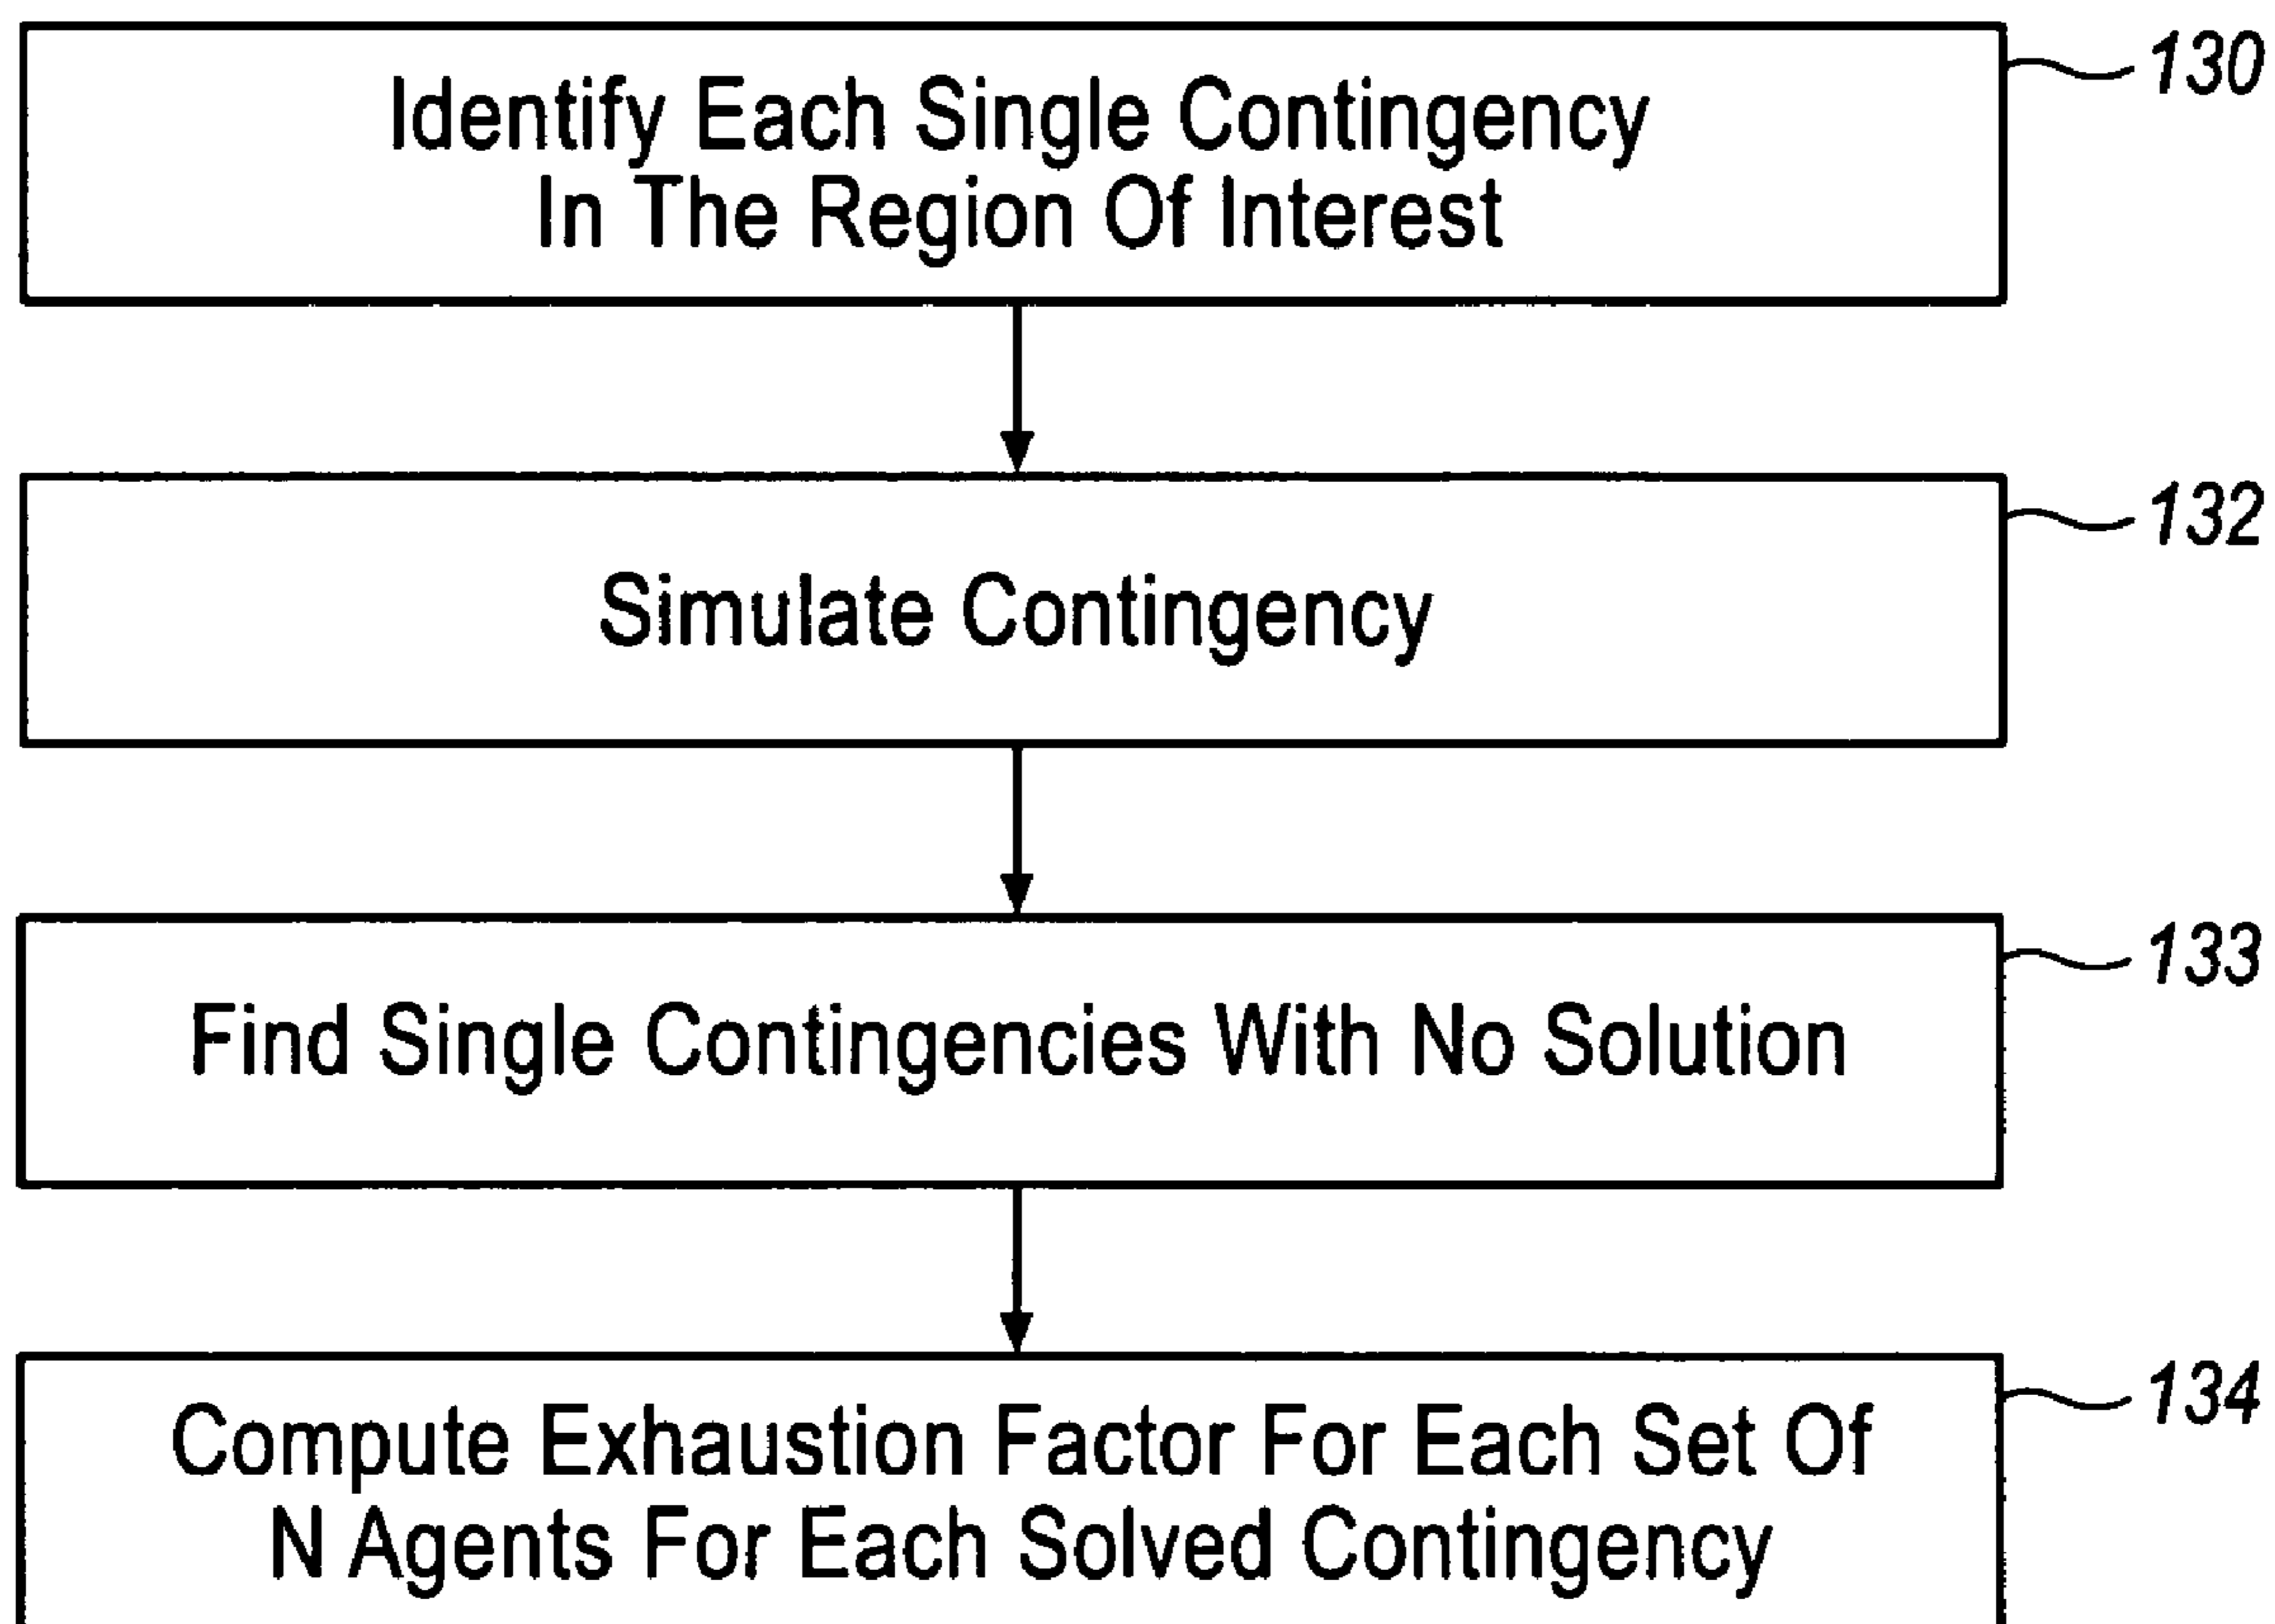 Identify Each Single Contingency
In The Region Of Interest
130
Simulate Contingency
132
Find Single Contingencies With No Solution
133
Compute Exhaustion Factor For Each Set Of
N Agents For Each Solved Contingency
134